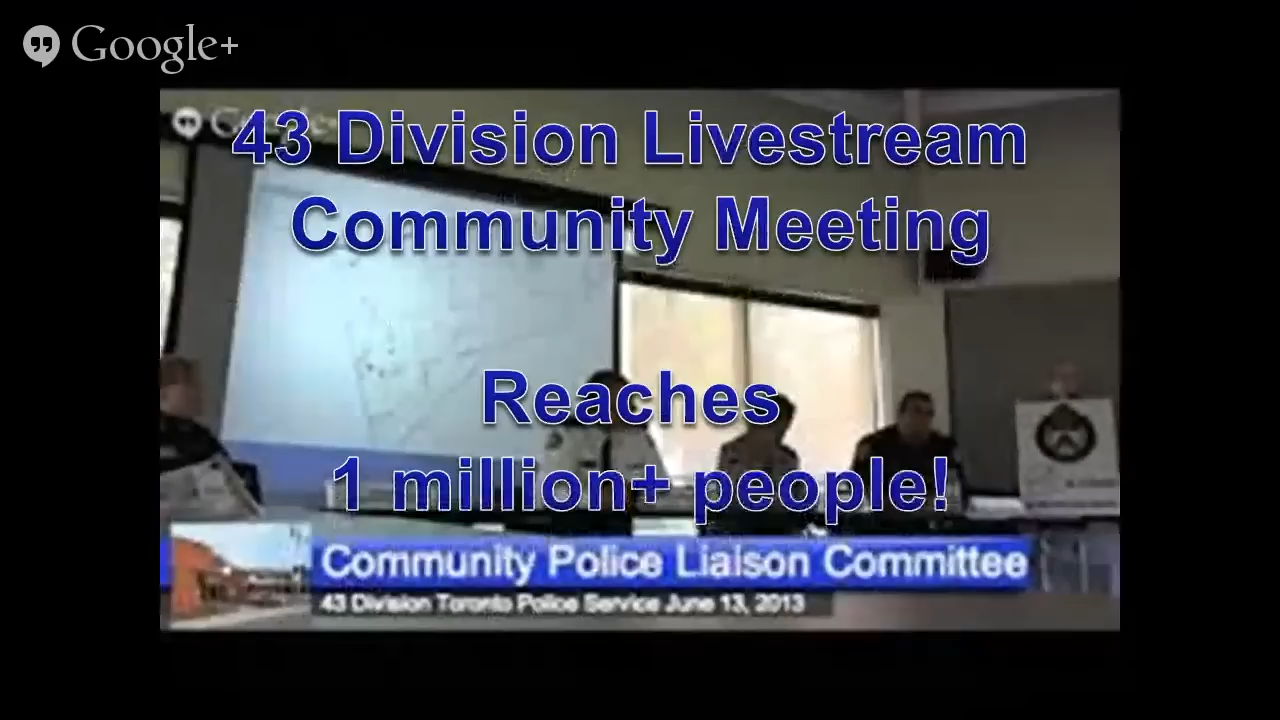 Google+
43 Division Livestream
Community Meeting
Reaches
1 million+ people!
Community Police Liaison Committee
43 Division Toronto Police Service June 13, 2013